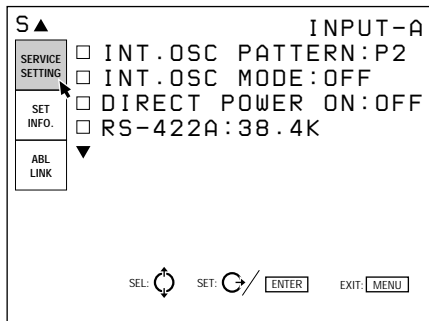 S▲ INPUT-A
SERVICE SETTING
□ INT.OSC PATTERN:P2
□ INT.OSC MODE:OFF
□ DIRECT POWER ON:OFF
SET INFO.
□ RS-422A:38.4K
▼
ABL LINK
SEL: SET: / ENTER EXIT: MENU